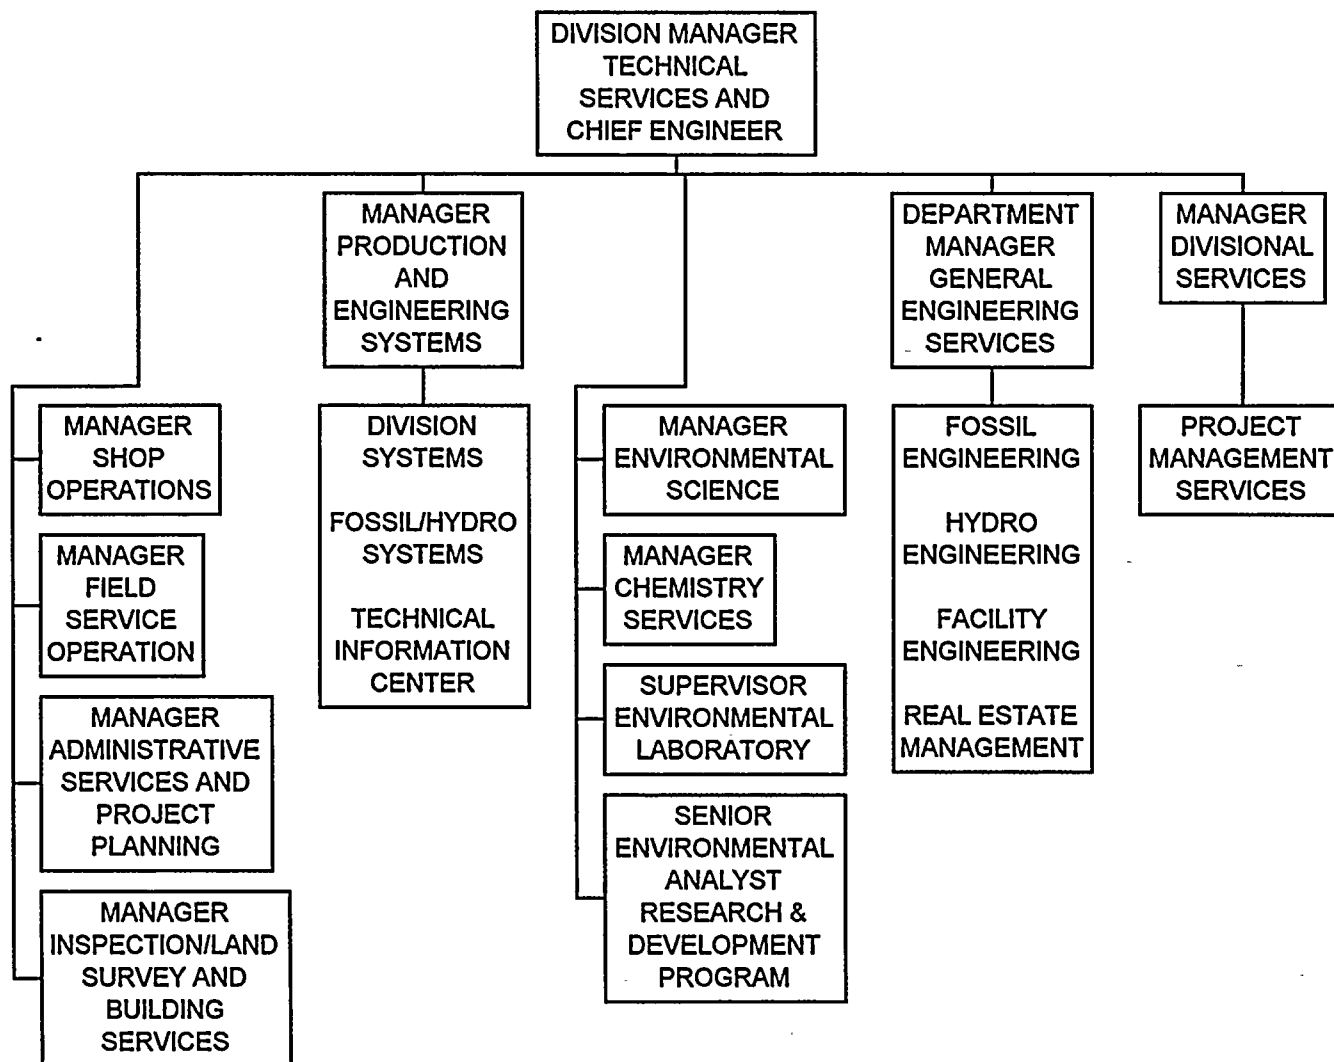 DIVISION MANAGER
TECHNICAL
SERVICES AND
CHIEF ENGINEER
MANAGER
PRODUCTION
AND
ENGINEERING
SYSTEMS
DEPARTMENT
MANAGER
GENERAL
ENGINEERING
SERVICES
MANAGER
DIVISIONAL
SERVICES
MANAGER
SHOP
OPERATIONS
MANAGER
FIELD
SERVICE
OPERATION
MANAGER
ADMINISTRATIVE
SERVICES AND
PROJECT
PLANNING
MANAGER
INSPECTION/LAND
SURVEY AND
BUILDING
SERVICES
DIVISION
SYSTEMS
FOSSIL/HYDRO
SYSTEMS
TECHNICAL
INFORMATION
CENTER
MANAGER
ENVIRONMENTAL
SCIENCE
MANAGER
CHEMISTRY
SERVICES
SUPERVISOR
ENVIRONMENTAL
LABORATORY
SENIOR
ENVIRONMENTAL
ANALYST
RESEARCH &
DEVELOPMENT
PROGRAM
FOSSIL
ENGINEERING
HYDRO
ENGINEERING
FACILITY
ENGINEERING
REAL ESTATE
MANAGEMENT
PROJECT
MANAGEMENT
SERVICES